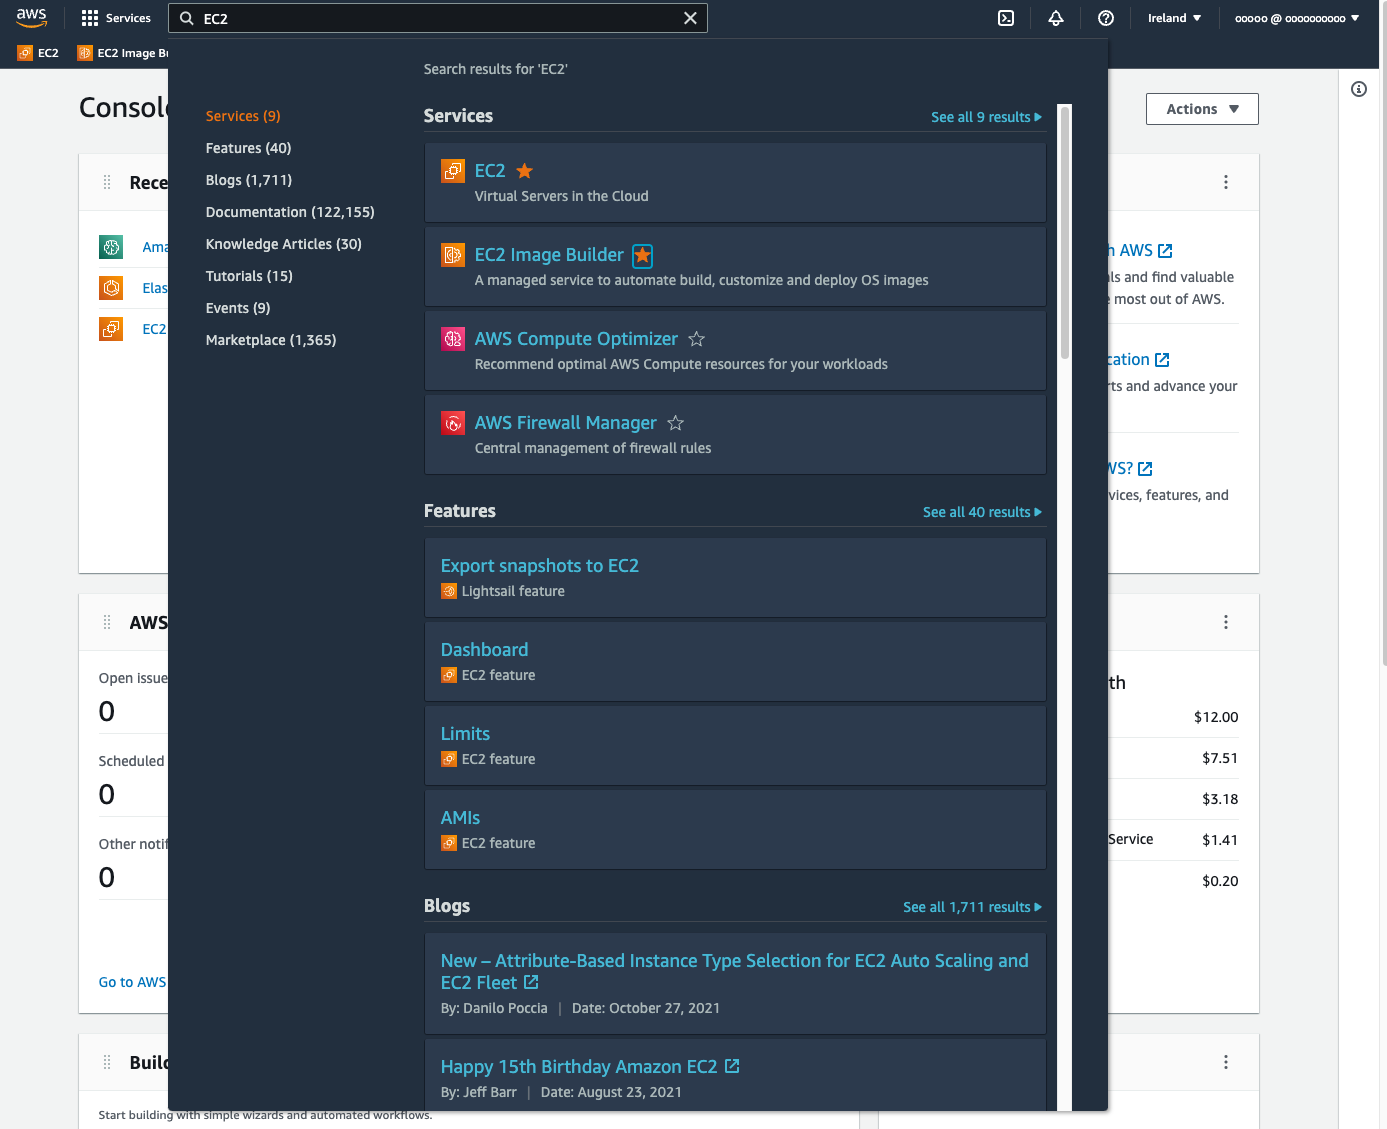 aws
Services
EC2
Ireland
ooooo @ oooooooooo
EC2
EC2 Image Bu
Search results for 'EC2'
Services (9)
Features (40)
Blogs (1,711)
Documentation (122,155)
Knowledge Articles (30)
Tutorials (15)
Events (9)
Marketplace (1,365)
Services
See all 9 results
EC2
Virtual Servers in the Cloud
EC2 Image Builder
A managed service to automate build, customize and deploy OS images
AWS Compute Optimizer
Recommend optimal AWS Compute resources for your workloads
AWS Firewall Manager
Central management of firewall rules
Features
See all 40 results
Export snapshots to EC2
Lightsail feature
Dashboard
EC2 feature
Limits
EC2 feature
AMIs
EC2 feature
Blogs
See all 1,711 results
New – Attribute-Based Instance Type Selection for EC2 Auto Scaling and
EC2 Fleet
By: Danilo Poccia | Date: October 27, 2021
Happy 15th Birthday Amazon EC2
By: Jeff Barr | Date: August 23, 2021
Console
Actions
Rece
Ama
Elas
EC2
h AWS
ls and find valuable
e most out of AWS.
cation
rts and advance your
WS?
vices, features, and
AWS
Open issue
0
Scheduled
0
Other notif
0
Go to AWS
th
$12.00
$7.51
$3.18
Service $1.41
$0.20
Build
Start building with simple wizards and automated workflows.